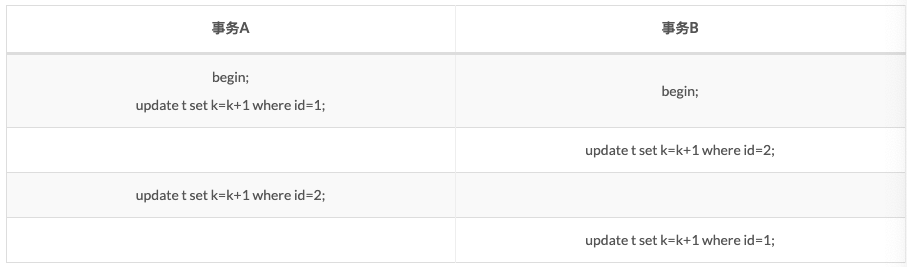 事务A
事务B
begin;
update t set k=k+1 where id=1;
begin;
update t set k=k+1 where id=2;
update t set k=k+1 where id=2;
update t set k=k+1 where id=1;